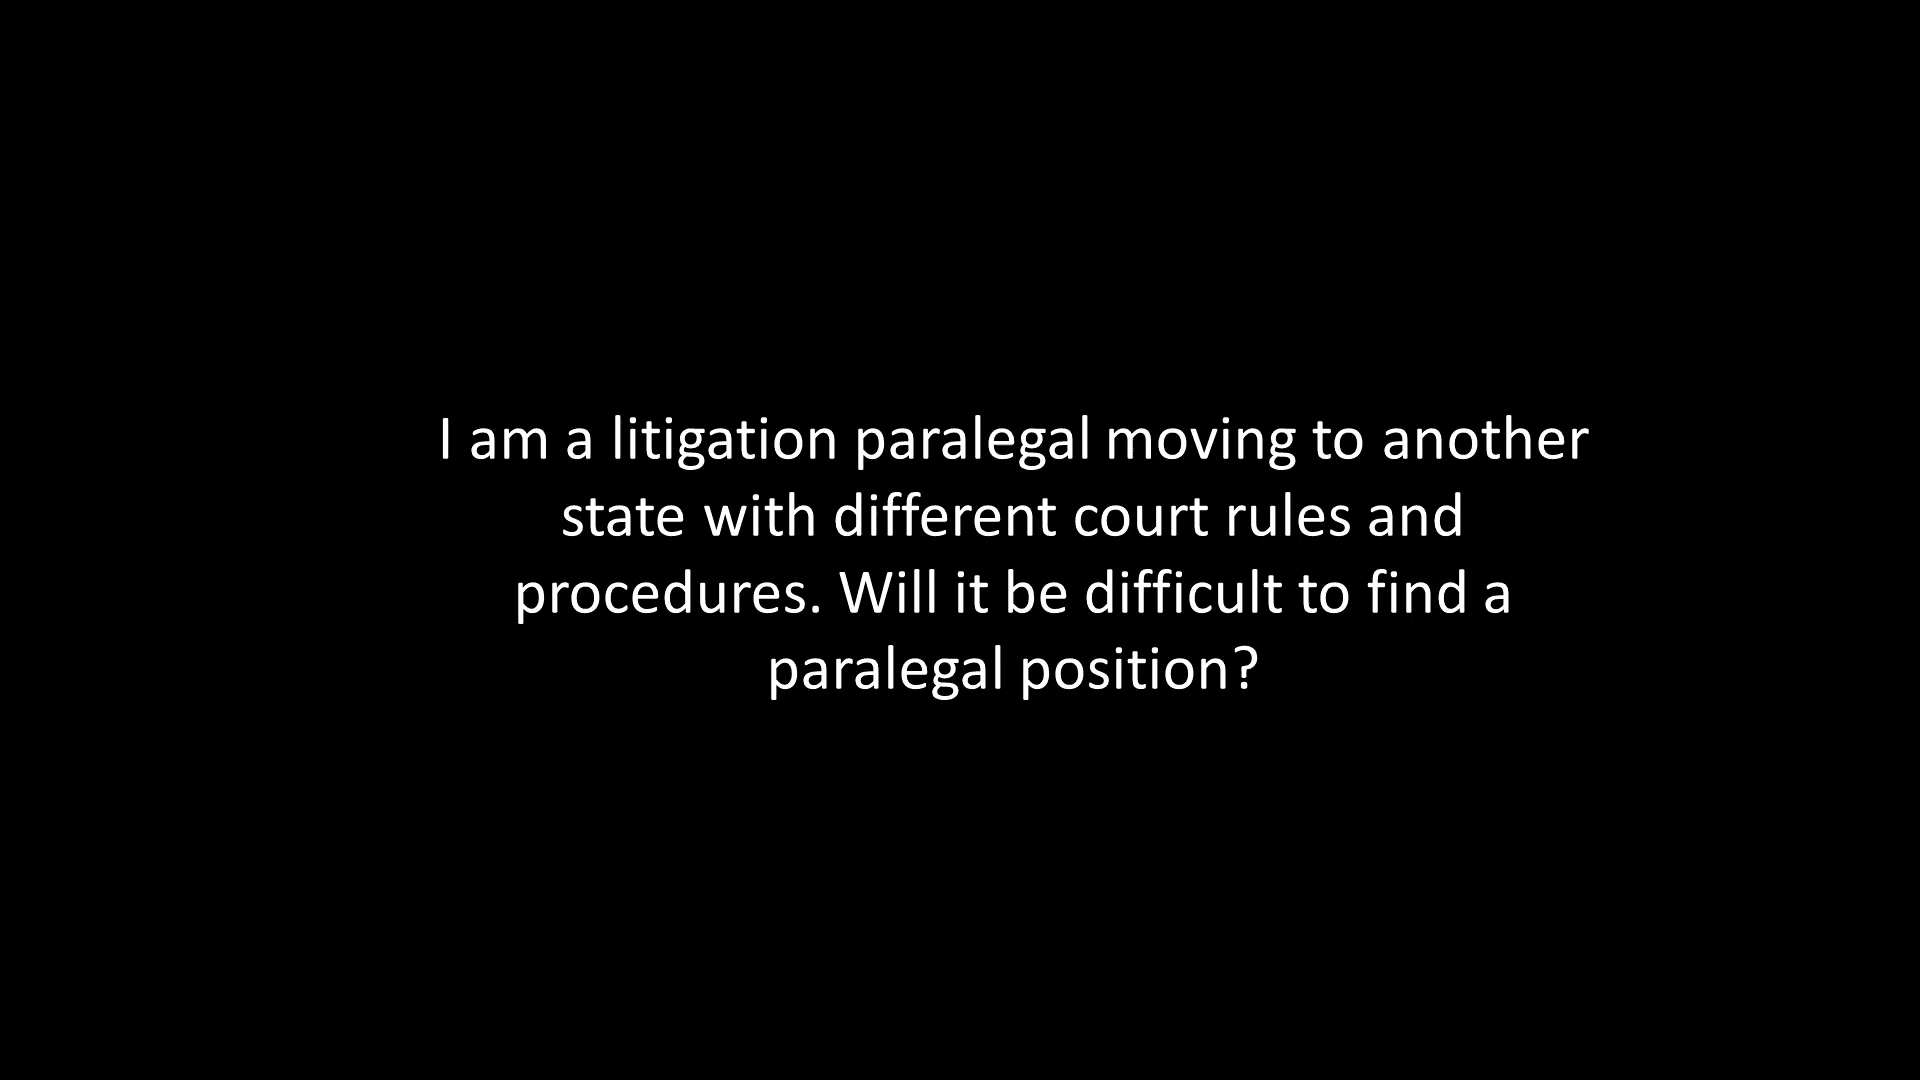 I am a litigation paralegal moving to another
state with different court rules and
procedures. Will it be difficult to find a
paralegal position?